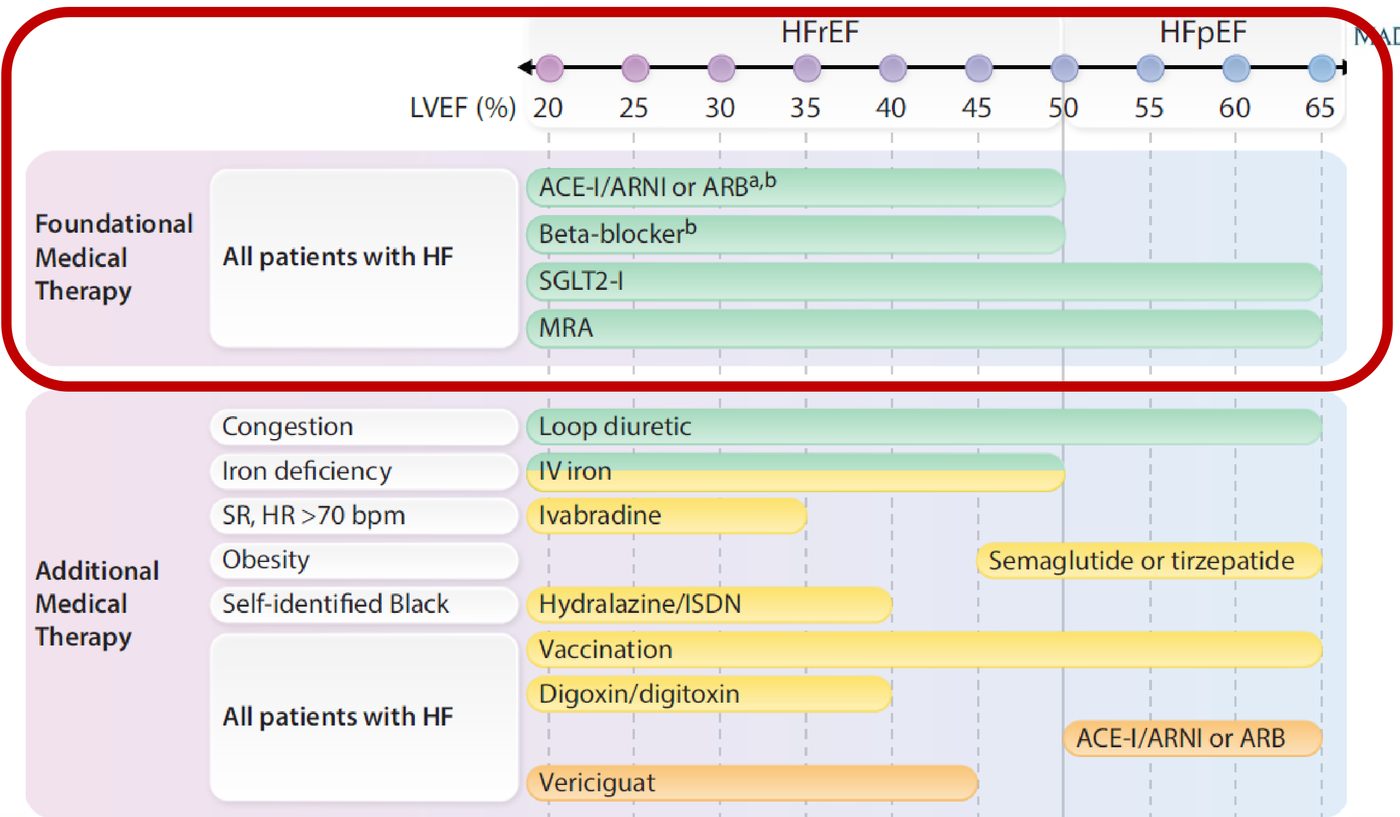 HFrEF HFpEF
MAD
LVEF (%) 20 25 30 35 40 45 50 55 60 65
Foundational
Medical
Therapy
All patients with HF
ACE-I/ARNI or ARBa,b
Beta-blockerb
SGLT2-I
MRA
Additional
Medical
Therapy
Congestion Loop diuretic
Iron deficiency IV iron
SR, HR >70 bpm Ivabradine
Obesity Semaglutide or tirzepatide
Self-identified Black Hydralazine/ISDN
All patients with HF
Vaccination
Digoxin/digitoxin
ACE-I/ARNI or ARB
Vericiguat